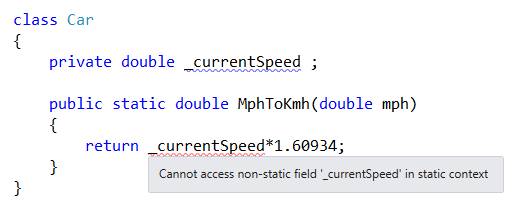 class Car
{
private double _currentSpeed ;
public static double MphToKmh(double mph)
{
return _currentSpeed*1.60934;
}
Cannot access non-static field '_currentSpeed' in static context
}